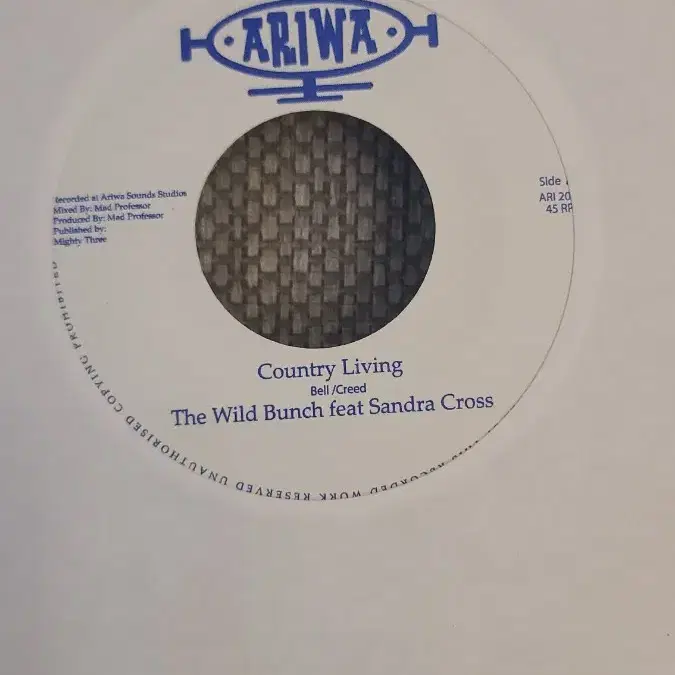 ARIWA
Recorded at Ariwa Sounds Studios
Mixed By: Mad Professor
Produced By: Mad Professor
Published by:
Mighty Three
Side
ARI 20
45 RP
Country Living
Bell /Creed
The Wild Bunch feat Sandra Cross
RECORDED WORK RESERVED UNAUTHORISED COPYING PROHIBITED